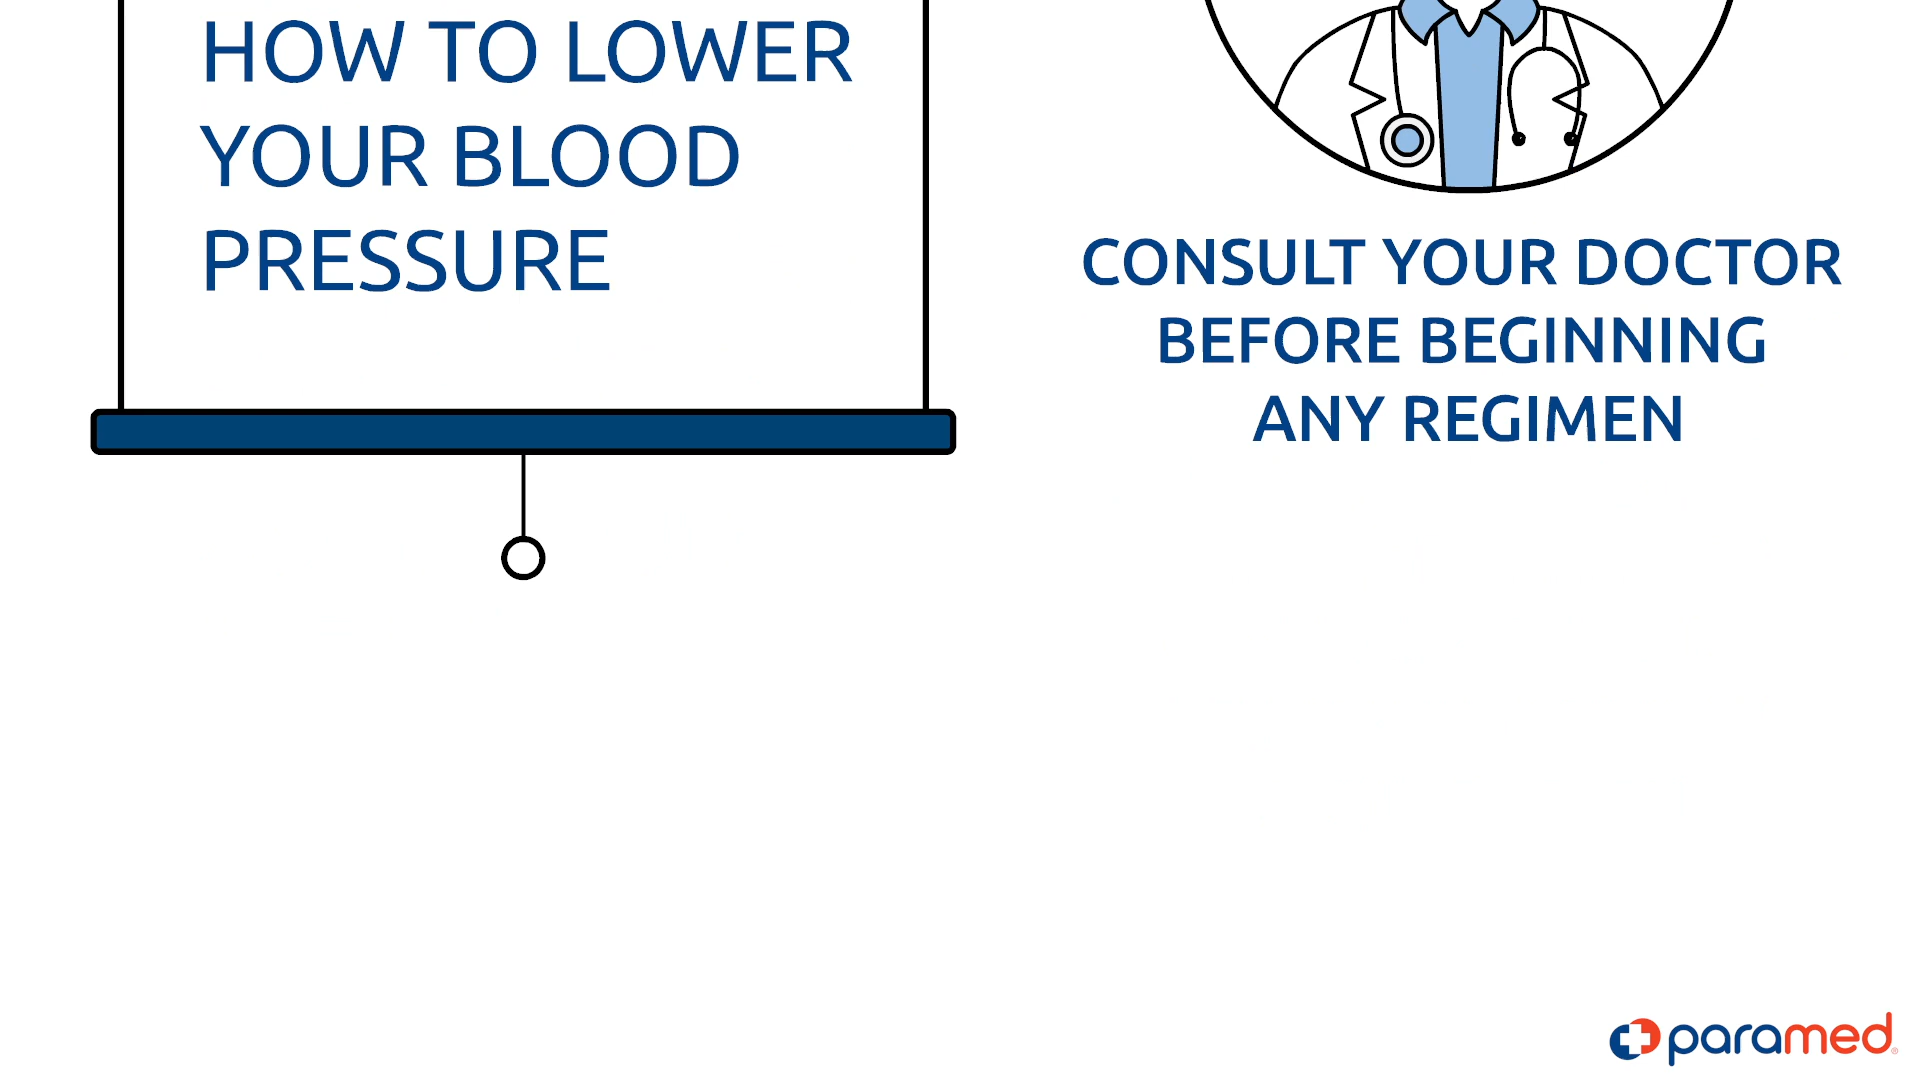 HOW TO LOWER
YOUR BLOOD
PRESSURE
CONSULT YOUR DOCTOR
BEFORE BEGINNING
ANY REGIMEN
paramed